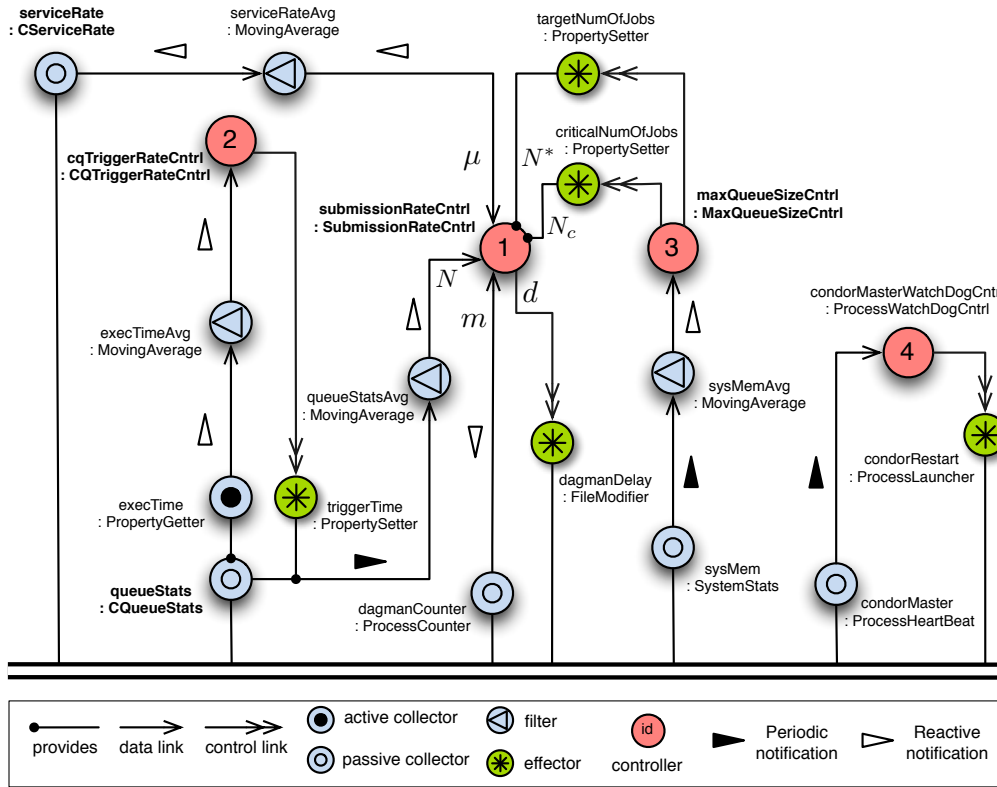 serviceRate
: CServiceRate
serviceRateAvg
: MovingAverage
targetNumOfJobs
: PropertySetter
2
cqTriggerRateCntrl
: CQTriggerRateCntrl
μ
N*
criticalNumOfJobs
: PropertySetter
submissionRateCntrl
: SubmissionRateCntrl
1
N_c
maxQueueSizeCntrl
: MaxQueueSizeCntrl
3
N
m
d
condorMasterWatchDogCntrl
: ProcessWatchDogCntrl
4
execTimeAvg
: MovingAverage
queueStatsAvg
: MovingAverage
sysMemAvg
: MovingAverage
condorRestart
: ProcessLauncher
dagmanDelay
: FileModifier
execTime
: PropertyGetter
triggerTime
: PropertySetter
sysMem
: SystemStats
queueStats
: CQueueStats
dagmanCounter
: ProcessCounter
condorMaster
: ProcessHeartBeat
provides
data link
control link
active collector
passive collector
filter
effector
id
controller
Periodic
notification
Reactive
notification